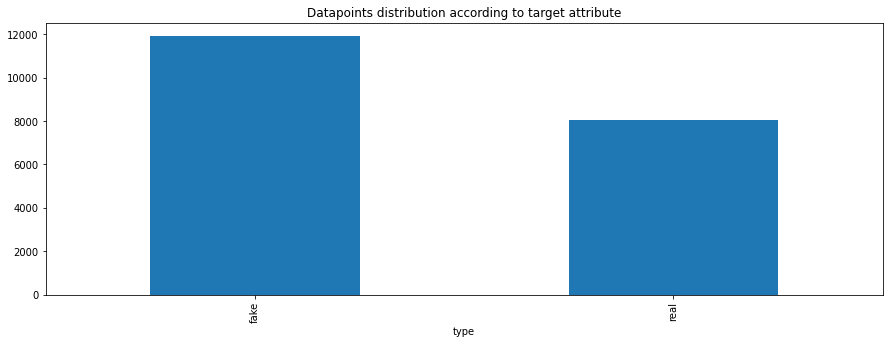 Datapoints distribution according to target attribute
12000
10000
8000
6000
4000
2000
0
fake
real
type